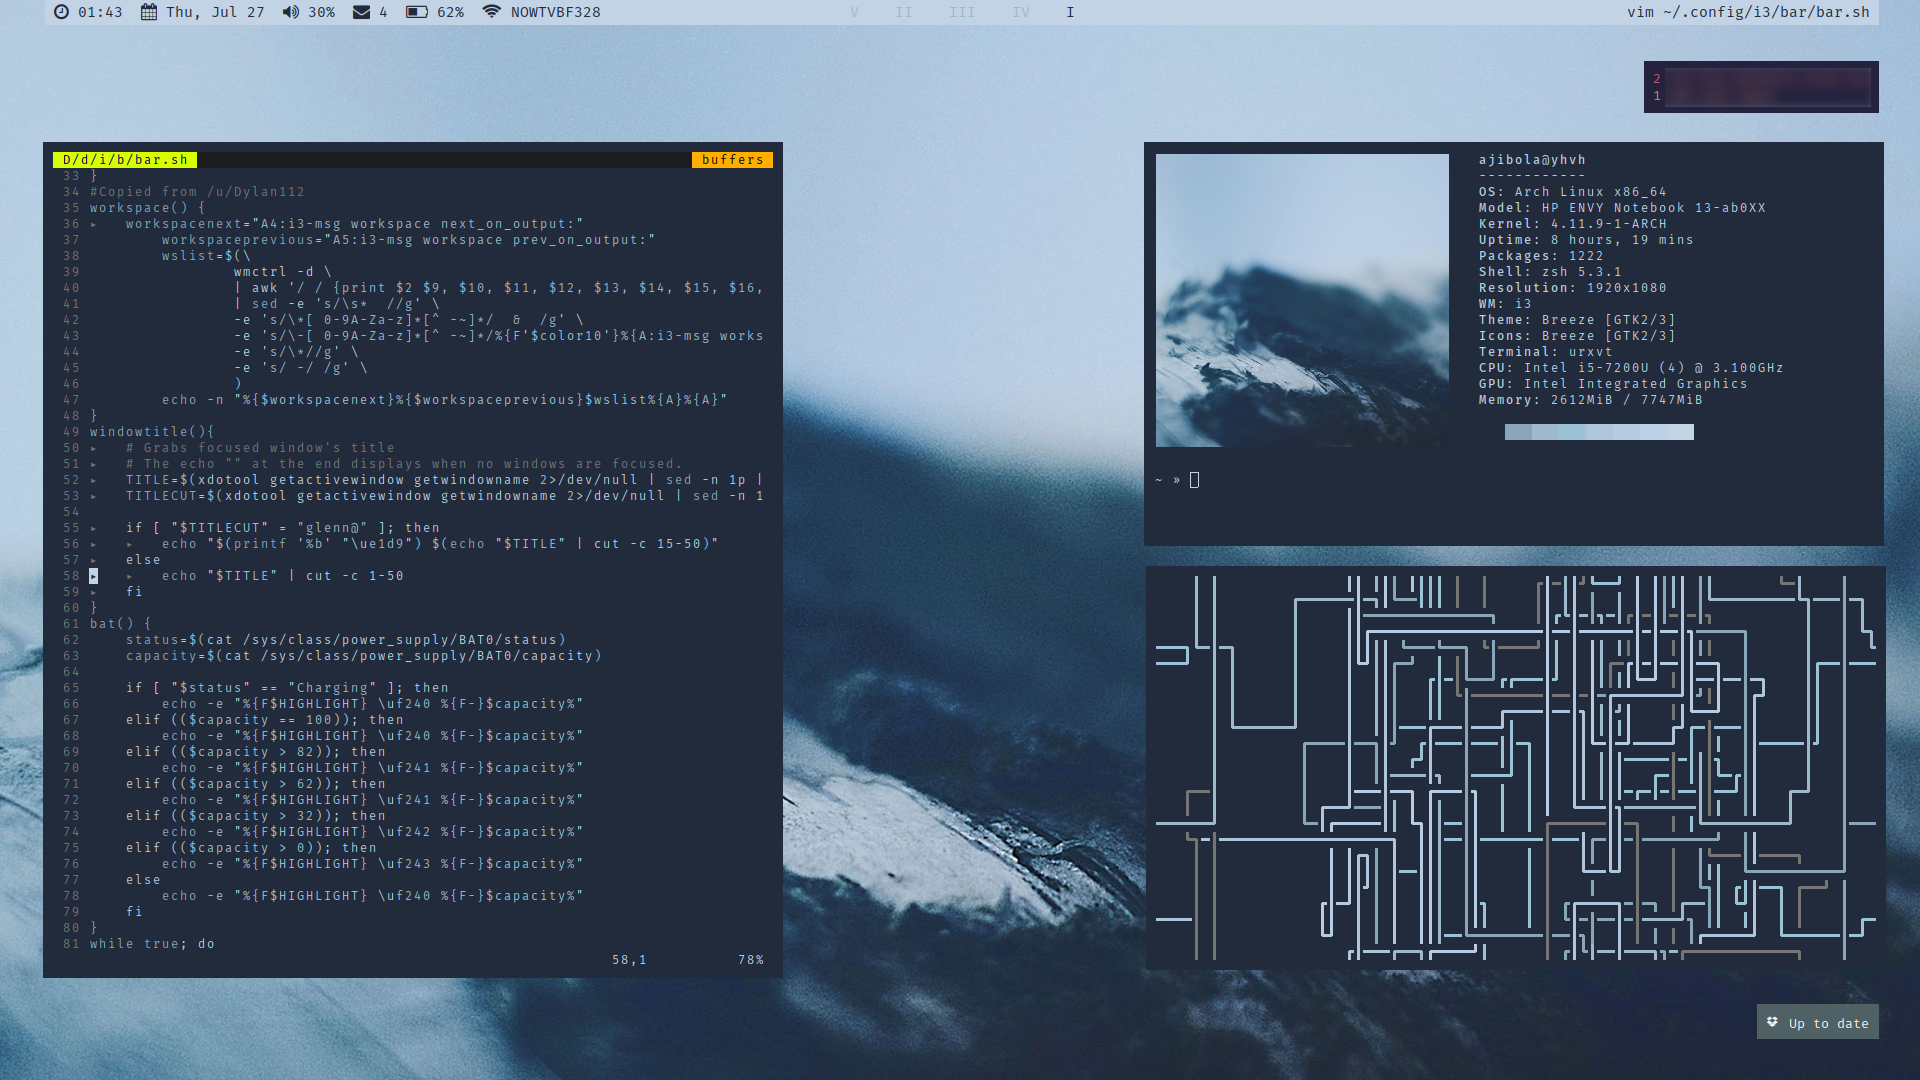 01:43 Thu, Jul 27 30% 4 62% NOWTVBF328
V II III IV I
vim ~/.config/i3/bar/bar.sh
2
1
D/d/i/b/bar.sh buffers
33 }
34 #Copied from /u/Dylan112
35 workspace() {
36 ▸   workspacenext="A4:i3-msg workspace next_on_output:"
37         workspaceprevious="A5:i3-msg workspace prev_on_output:"
38         wslist=$(\
39                 wmctrl -d \
40                 | awk '/ / {print $2 $9, $10, $11, $12, $13, $14, $15, $16,
41                 | sed -e 's/\s*  //g' \
42                 -e 's/\*[ 0-9A-Za-z]*[^ -~]*/  &  /g' \
43                 -e 's/\-[ 0-9A-Za-z]*[^ -~]*/%{F'$color10'}%{A:i3-msg works
44                 -e 's/\*//g' \
45                 -e 's/ -/ /g' \
46                 )
47         echo -n "%{$workspacenext}%{$workspaceprevious}$wslist%{A}%{A}"
48 }
49 windowtitle(){
50 ▸   # Grabs focused window's title
51 ▸   # The echo "" at the end displays when no windows are focused.
52 ▸   TITLE=$(xdotool getactivewindow getwindowname 2>/dev/null | sed -n 1p |
53 ▸   TITLECUT=$(xdotool getactivewindow getwindowname 2>/dev/null | sed -n 1
54
55 ▸   if [ "$TITLECUT" = "glenn@" ]; then
56 ▸   ▸   echo "$(printf '%b' "\ue1d9") $(echo "$TITLE" | cut -c 15-50)"
57 ▸   else
58 ▸   ▸   echo "$TITLE" | cut -c 1-50
59 ▸   fi
60 }
61 bat() {
62     status=$(cat /sys/class/power_supply/BAT0/status)
63     capacity=$(cat /sys/class/power_supply/BAT0/capacity)
64
65     if [ "$status" == "Charging" ]; then
66         echo -e "%{F$HIGHLIGHT} \uf240 %{F-}$capacity%"
67     elif (($capacity == 100)); then
68         echo -e "%{F$HIGHLIGHT} \uf240 %{F-}$capacity%"
69     elif (($capacity > 82)); then
70         echo -e "%{F$HIGHLIGHT} \uf241 %{F-}$capacity%"
71     elif (($capacity > 62)); then
72         echo -e "%{F$HIGHLIGHT} \uf241 %{F-}$capacity%"
73     elif (($capacity > 32)); then
74         echo -e "%{F$HIGHLIGHT} \uf242 %{F-}$capacity%"
75     elif (($capacity > 0)); then
76         echo -e "%{F$HIGHLIGHT} \uf243 %{F-}$capacity%"
77     else
78         echo -e "%{F$HIGHLIGHT} \uf240 %{F-}$capacity%"
79     fi
80 }
81 while true; do
58,1 78%
ajibola@yhvh
------------
OS: Arch Linux x86_64
Model: HP ENVY Notebook 13-ab0XX
Kernel: 4.11.9-1-ARCH
Uptime: 8 hours, 19 mins
Packages: 1222
Shell: zsh 5.3.1
Resolution: 1920x1080
WM: i3
Theme: Breeze [GTK2/3]
Icons: Breeze [GTK2/3]
Terminal: urxvt
CPU: Intel i5-7200U (4) @ 3.100GHz
GPU: Intel Integrated Graphics
Memory: 2612MiB / 7747MiB
~ »
Up to date